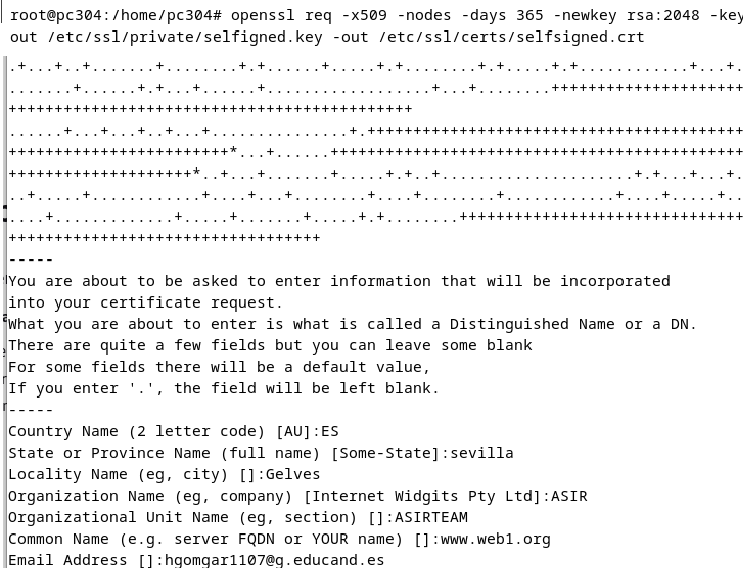 root@pc304:/home/pc304# openssl req -x509 -nodes -days 365 -newkey rsa:2048 -key
out /etc/ssl/private/selfigned.key -out /etc/ssl/certs/selfsigned.crt
-----
You are about to be asked to enter information that will be incorporated
into your certificate request.
What you are about to enter is what is called a Distinguished Name or a DN.
There are quite a few fields but you can leave some blank
For some fields there will be a default value,
If you enter '.', the field will be left blank.
-----
Country Name (2 letter code) [AU]:ES
State or Province Name (full name) [Some-State]:sevilla
Locality Name (eg, city) []:Gelves
Organization Name (eg, company) [Internet Widgits Pty Ltd]:ASIR
Organizational Unit Name (eg, section) []:ASIRTEAM
Common Name (e.g. server FQDN or YOUR name) []:www.web1.org
Email Address []:hgomgar1107@g.educand.es